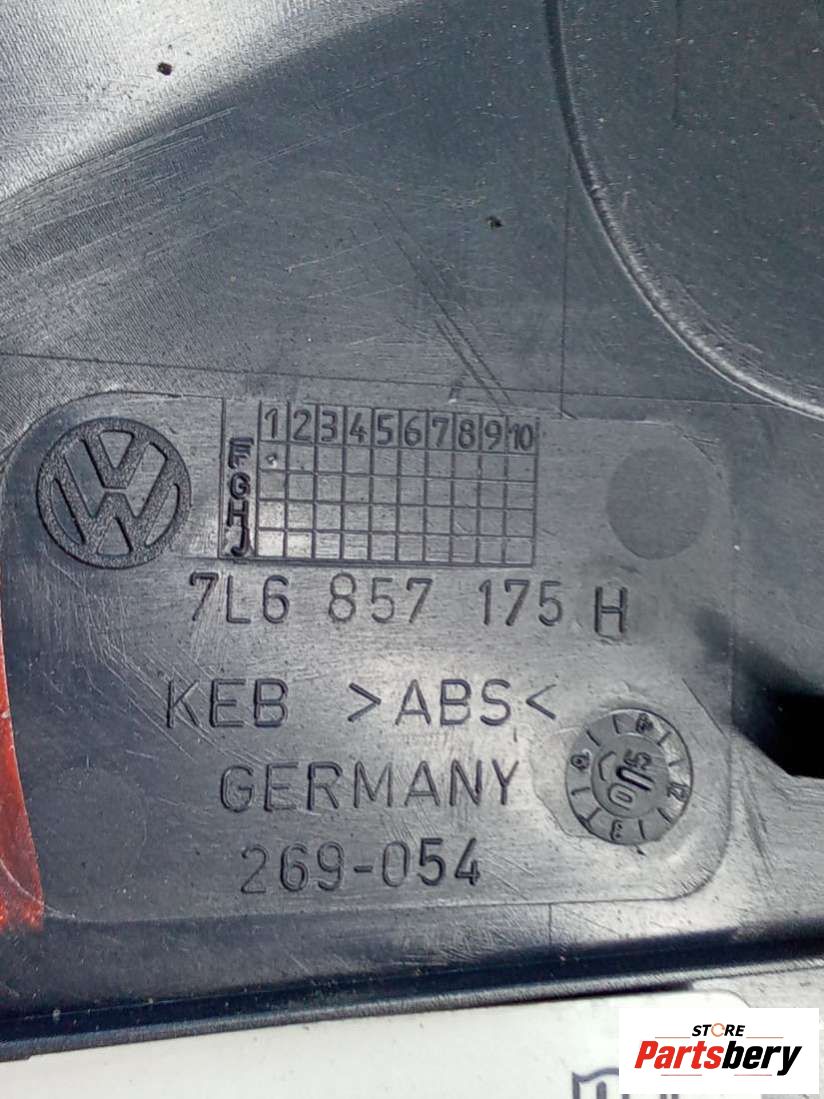 1 2 3 4 5 6 7 8 9 10
F
G
H
J
7L6 857 175 H
KEB >ABS<
GERMANY
269-054
05
STORE
Partsbery